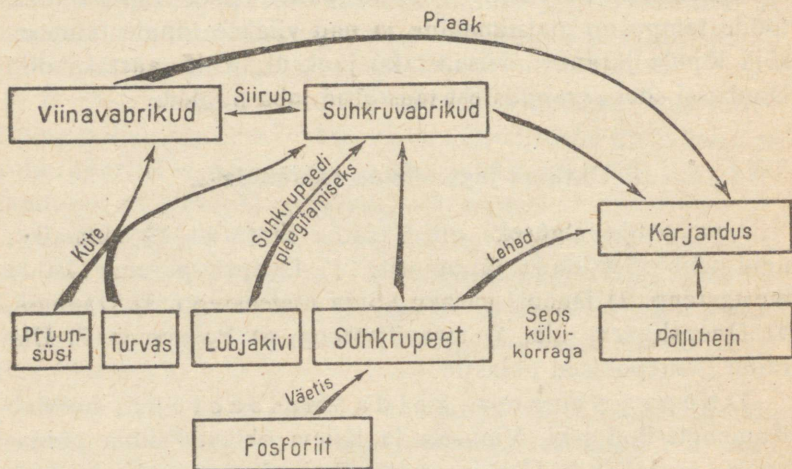 Praak
Viinavabrikud
Siirup
Suhkruvabrikud
Küte
Suhkrupeedi
pleegitamiseks
Lehed
Karjandus
Pruun-
süsi
Turvas
Lubjakivi
Suhkrupeet
Seos
külvi-
korraga
Põlluhein
Väetis
Fosforiit